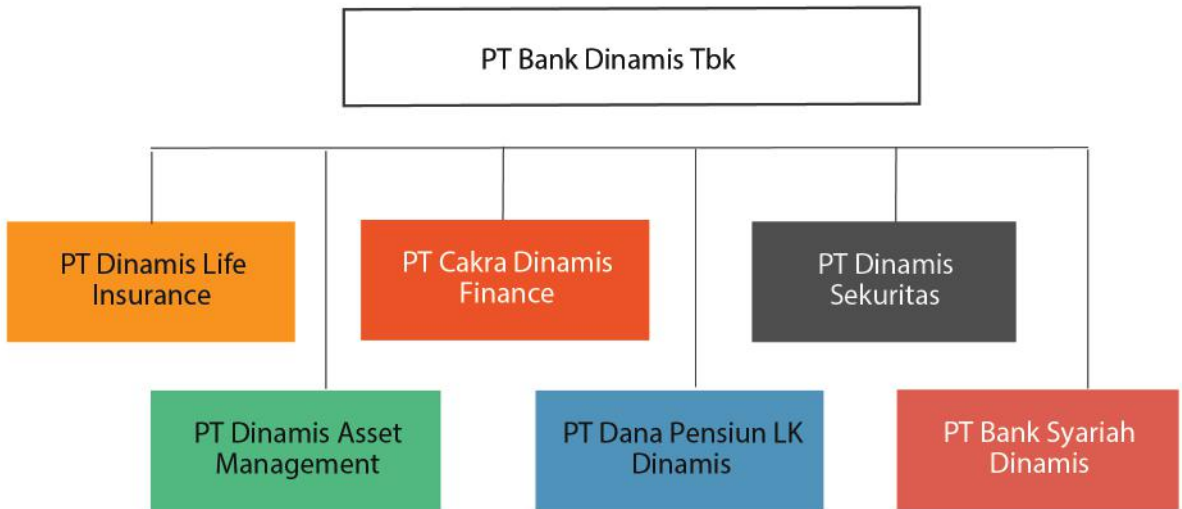 PT Bank Dinamis Tbk
PT Dinamis Life
Insurance
PT Cakra Dinamis
Finance
PT Dinamis
Sekuritas
PT Dinamis Asset
Management
PT Dana Pensiun LK
Dinamis
PT Bank Syariah
Dinamis